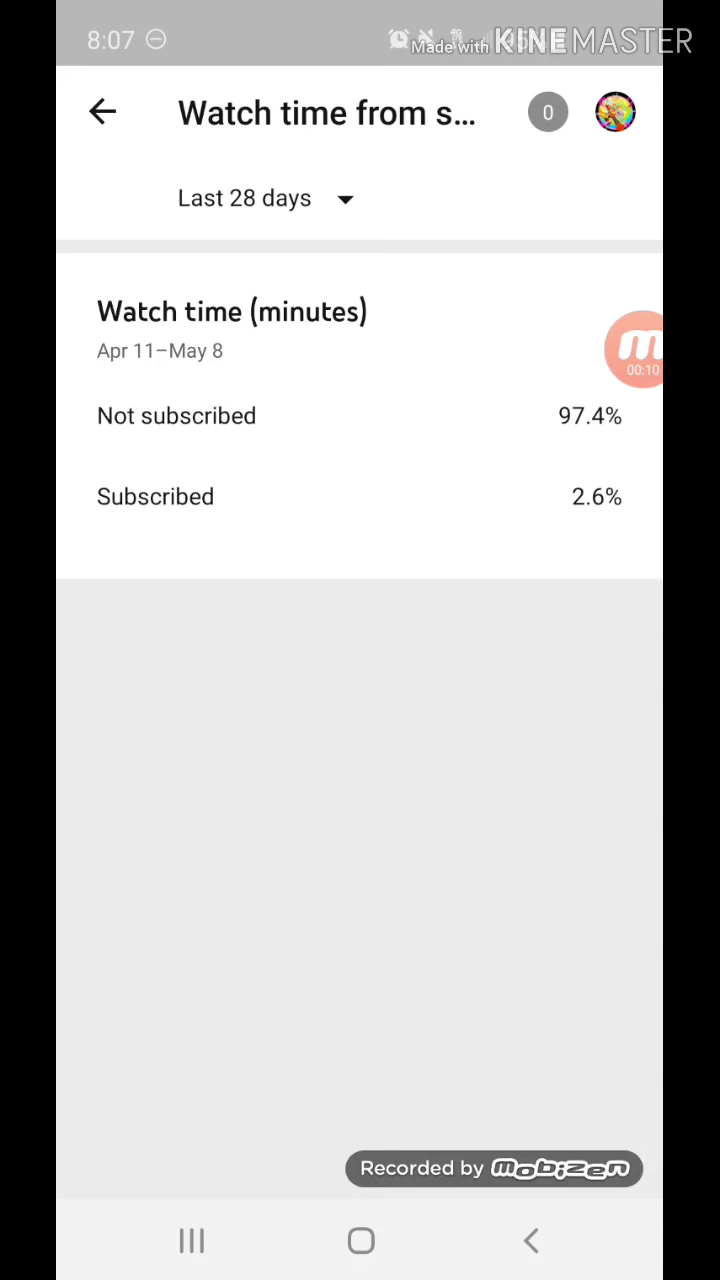 8:07
Made with KINEMASTER
Watch time from s...
0
Last 28 days
Watch time (minutes)
Apr 11–May 8
00:10
Not subscribed 97.4%
Subscribed 2.6%
Recorded by mobizen